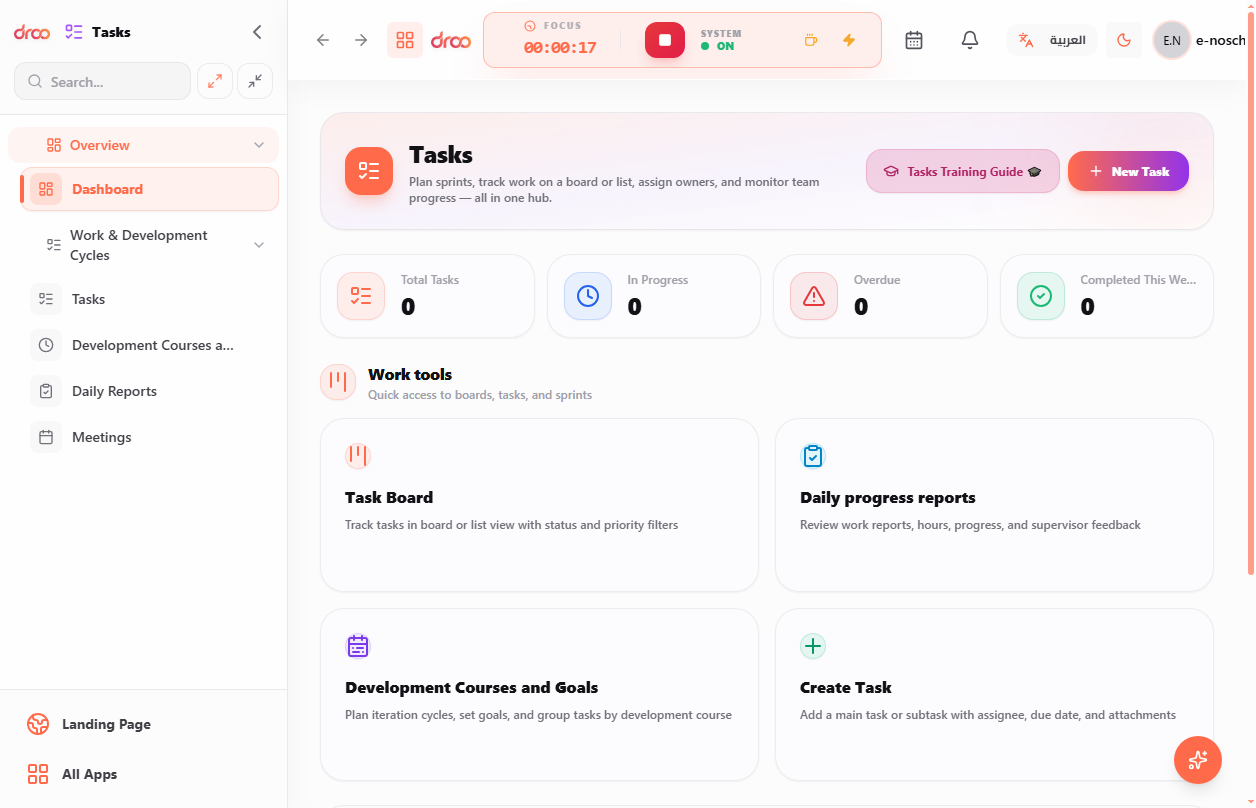 droo
Tasks
Search...
Overview
Dashboard
Work & Development
Cycles
Tasks
Development Courses a...
Daily Reports
Meetings
Landing Page
All Apps
droo
FOCUS
00:00:17
SYSTEM
ON
العربية
E.N
e-nosch
Tasks
Plan sprints, track work on a board or list, assign owners, and monitor team
progress — all in one hub.
Tasks Training Guide 🎓
New Task
Total Tasks
0
In Progress
0
Overdue
0
Completed This We...
0
Work tools
Quick access to boards, tasks, and sprints
Task Board
Track tasks in board or list view with status and priority filters
Daily progress reports
Review work reports, hours, progress, and supervisor feedback
Development Courses and Goals
Plan iteration cycles, set goals, and group tasks by development course
Create Task
Add a main task or subtask with assignee, due date, and attachments